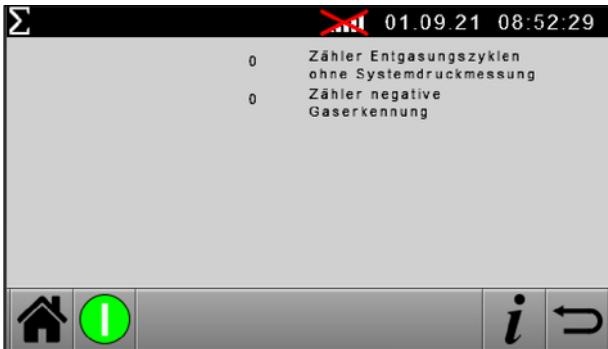 Σ 01.09.21 08:52:29
0 Zähler Entgasungszyklen
ohne Systemdruckmessung
0 Zähler negative
Gaserkennung
i